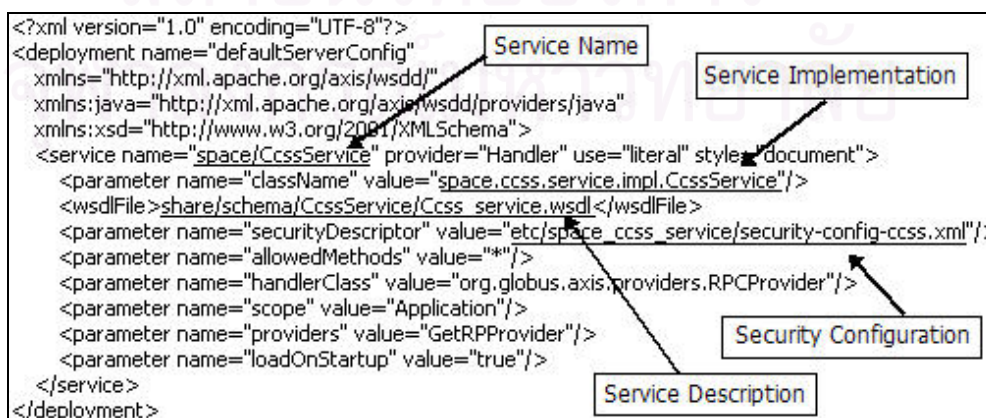 <?xml version="1.0" encoding="UTF-8"?>
<deployment name="defaultServerConfig"
Service Name
xmlns="http://xml.apache.org/axis/wsdd/"
Service Implementation
xmlns:java="http://xml.apache.org/axis/wsdd/providers/java"
xmlns:xsd="http://www.w3.org/2001/XMLSchema">
<service name="space/CcssService" provider="Handler" use="literal" style="document">
<parameter name="className" value="space.ccss.service.impl.CcssService"/>
<wsdlFile>share/schema/CcssService/Ccss_service.wsdl</wsdlFile>
<parameter name="securityDescriptor" value="etc/space_ccss_service/security-config-ccss.xml"/>
<parameter name="allowedMethods" value="*"/>
<parameter name="handlerClass" value="org.globus.axis.providers.RPCProvider"/>
<parameter name="scope" value="Application"/>
<parameter name="providers" value="GetRPProvider"/>
Security Configuration
<parameter name="loadOnStartup" value="true"/>
</service>
Service Description
</deployment>